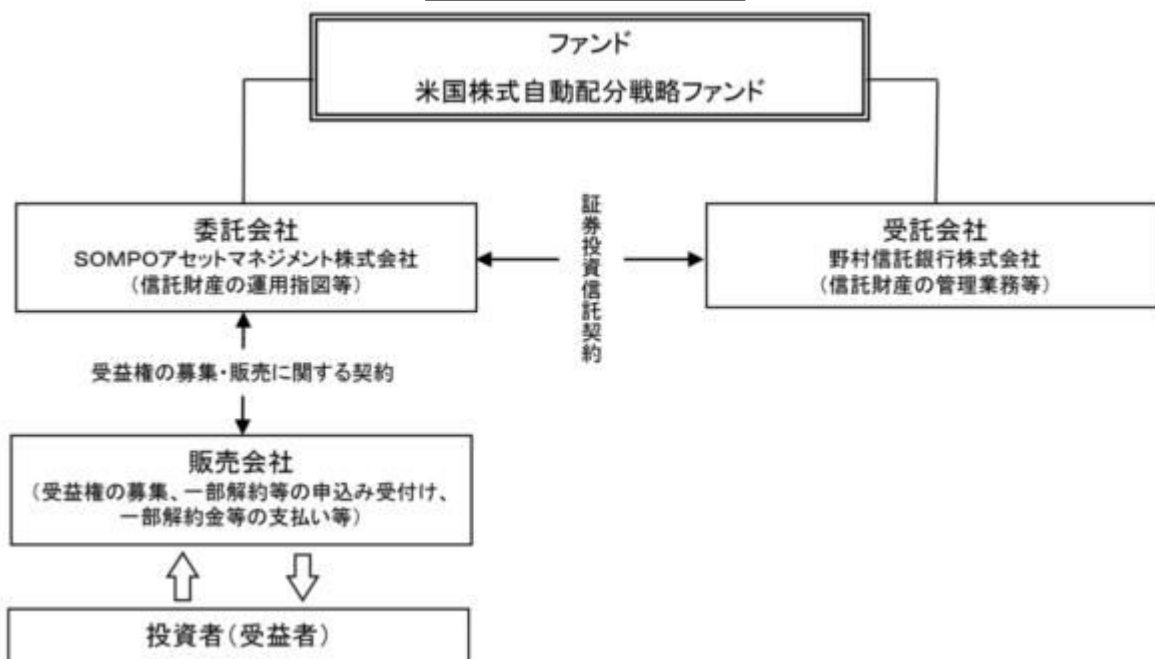 ファンド
米国株式自動配分戦略ファンド
委託会社
SOMPOアセットマネジメント株式会社
(信託財産の運用指図等)
証券投資信託契約
受託会社
野村信託銀行株式会社
(信託財産の管理業務等)
受益権の募集・販売に関する契約
販売会社
(受益権の募集、一部解約等の申込み受付け、
一部解約金等の支払い等)
投資者(受益者)